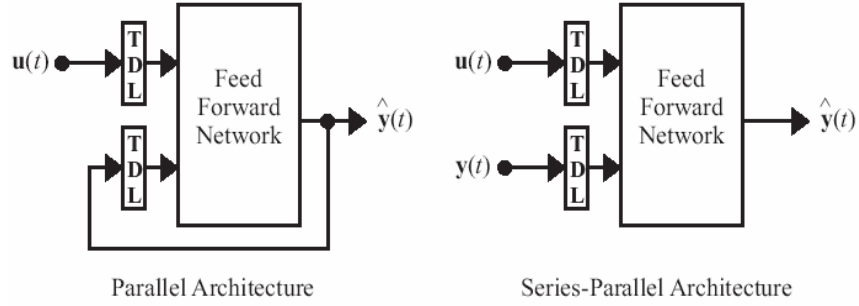 u(t)
T
D
L
T
D
L
Feed
Forward
Network
ŷ(t)
Parallel Architecture
u(t)
y(t)
T
D
L
T
D
L
Feed
Forward
Network
ŷ(t)
Series-Parallel Architecture